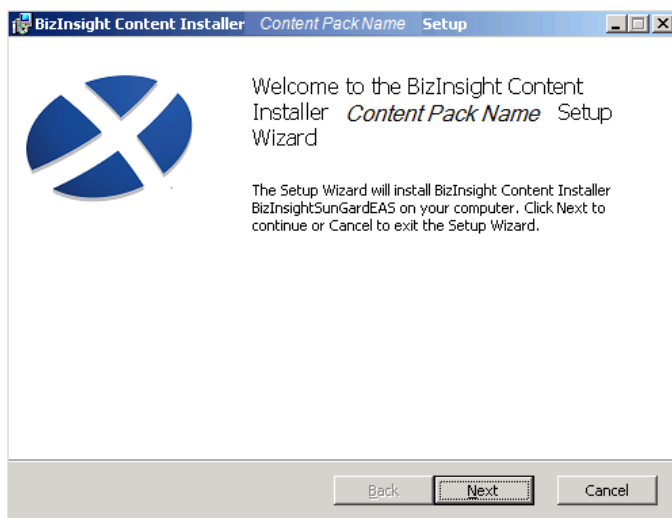 BizInsight Content Installer Content Pack Name Setup
Welcome to the BizInsight Content
Installer Content Pack Name Setup
Wizard
The Setup Wizard will install BizInsight Content Installer
BizInsightSunGardEAS on your computer. Click Next to
continue or Cancel to exit the Setup Wizard.
Back Next Cancel